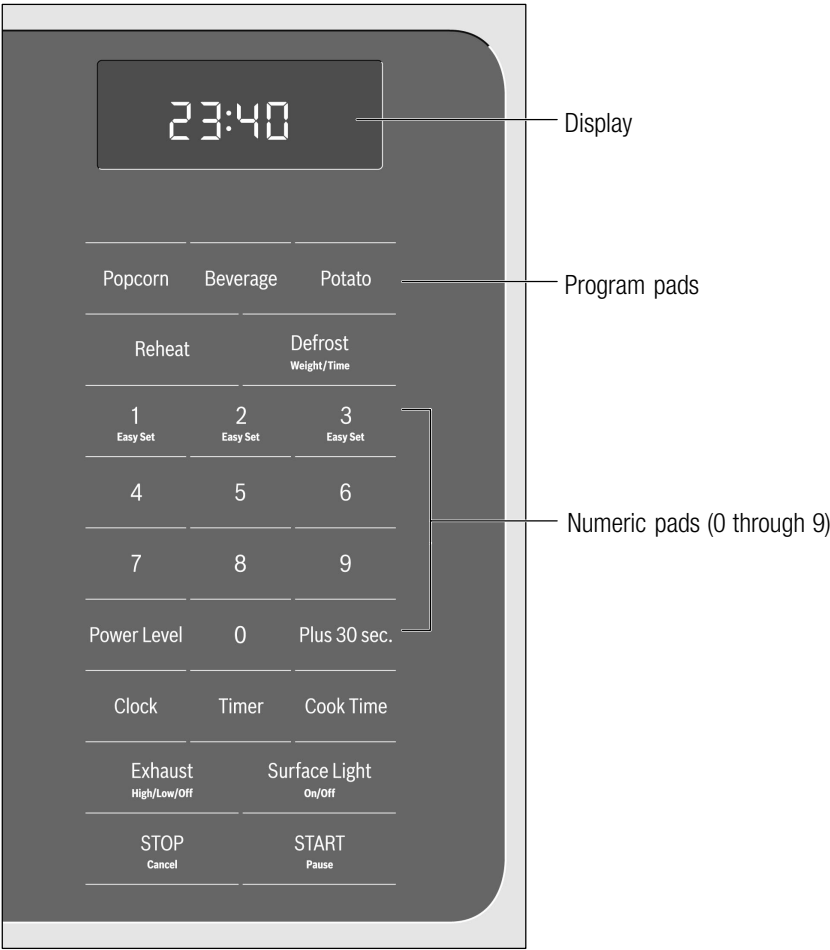 23:40
Display
Popcorn Beverage Potato
Program pads
Reheat Defrost
Weight/Time
1 2 3
Easy Set Easy Set Easy Set
4 5 6
Numeric pads (0 through 9)
7 8 9
Power Level 0 Plus 30 sec.
Clock Timer Cook Time
Exhaust Surface Light
High/Low/Off On/Off
STOP START
Cancel Pause